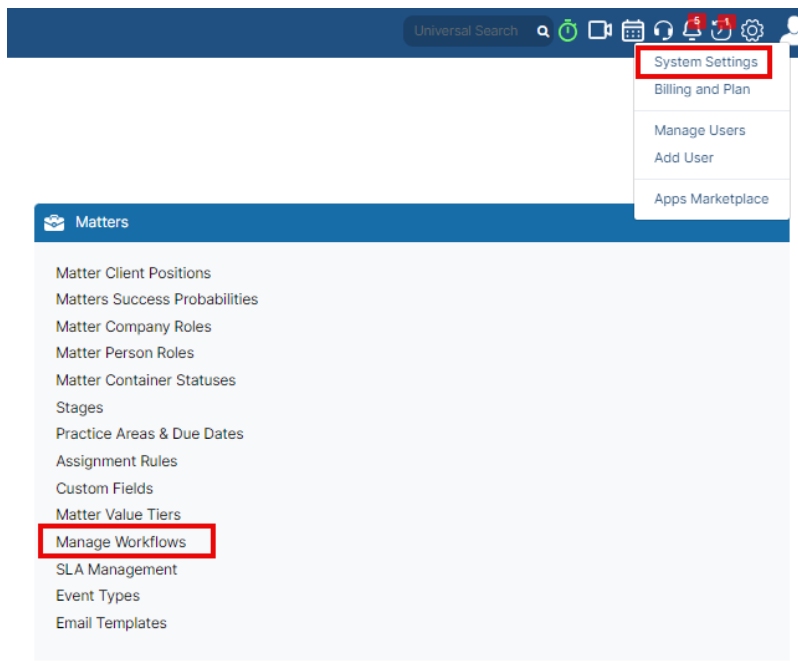 Universal Search
5
1
System Settings
Billing and Plan
Manage Users
Add User
Apps Marketplace
Matters
Matter Client Positions
Matters Success Probabilities
Matter Company Roles
Matter Person Roles
Matter Container Statuses
Stages
Practice Areas & Due Dates
Assignment Rules
Custom Fields
Matter Value Tiers
Manage Workflows
SLA Management
Event Types
Email Templates